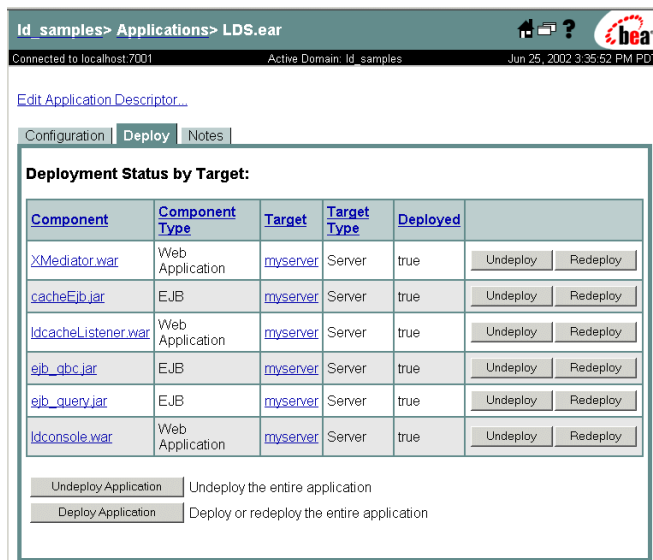 ld_samples> Applications> LDS.ear
?
bea
Connected to localhost:7001 Active Domain: ld_samples Jun 25, 2002 3:35:52 PM PDT
Edit Application Descriptor...
Configuration Deploy Notes
Deployment Status by Target:
Component Component Type Target Target Type Deployed
XMediator.war Web Application myserver Server true Undeploy Redeploy
cacheEjb.jar EJB myserver Server true Undeploy Redeploy
ldcacheListener.war Web Application myserver Server true Undeploy Redeploy
ejb_qbc.jar EJB myserver Server true Undeploy Redeploy
ejb_query.jar EJB myserver Server true Undeploy Redeploy
ldconsole.war Web Application myserver Server true Undeploy Redeploy
Undeploy Application Undeploy the entire application
Deploy Application Deploy or redeploy the entire application